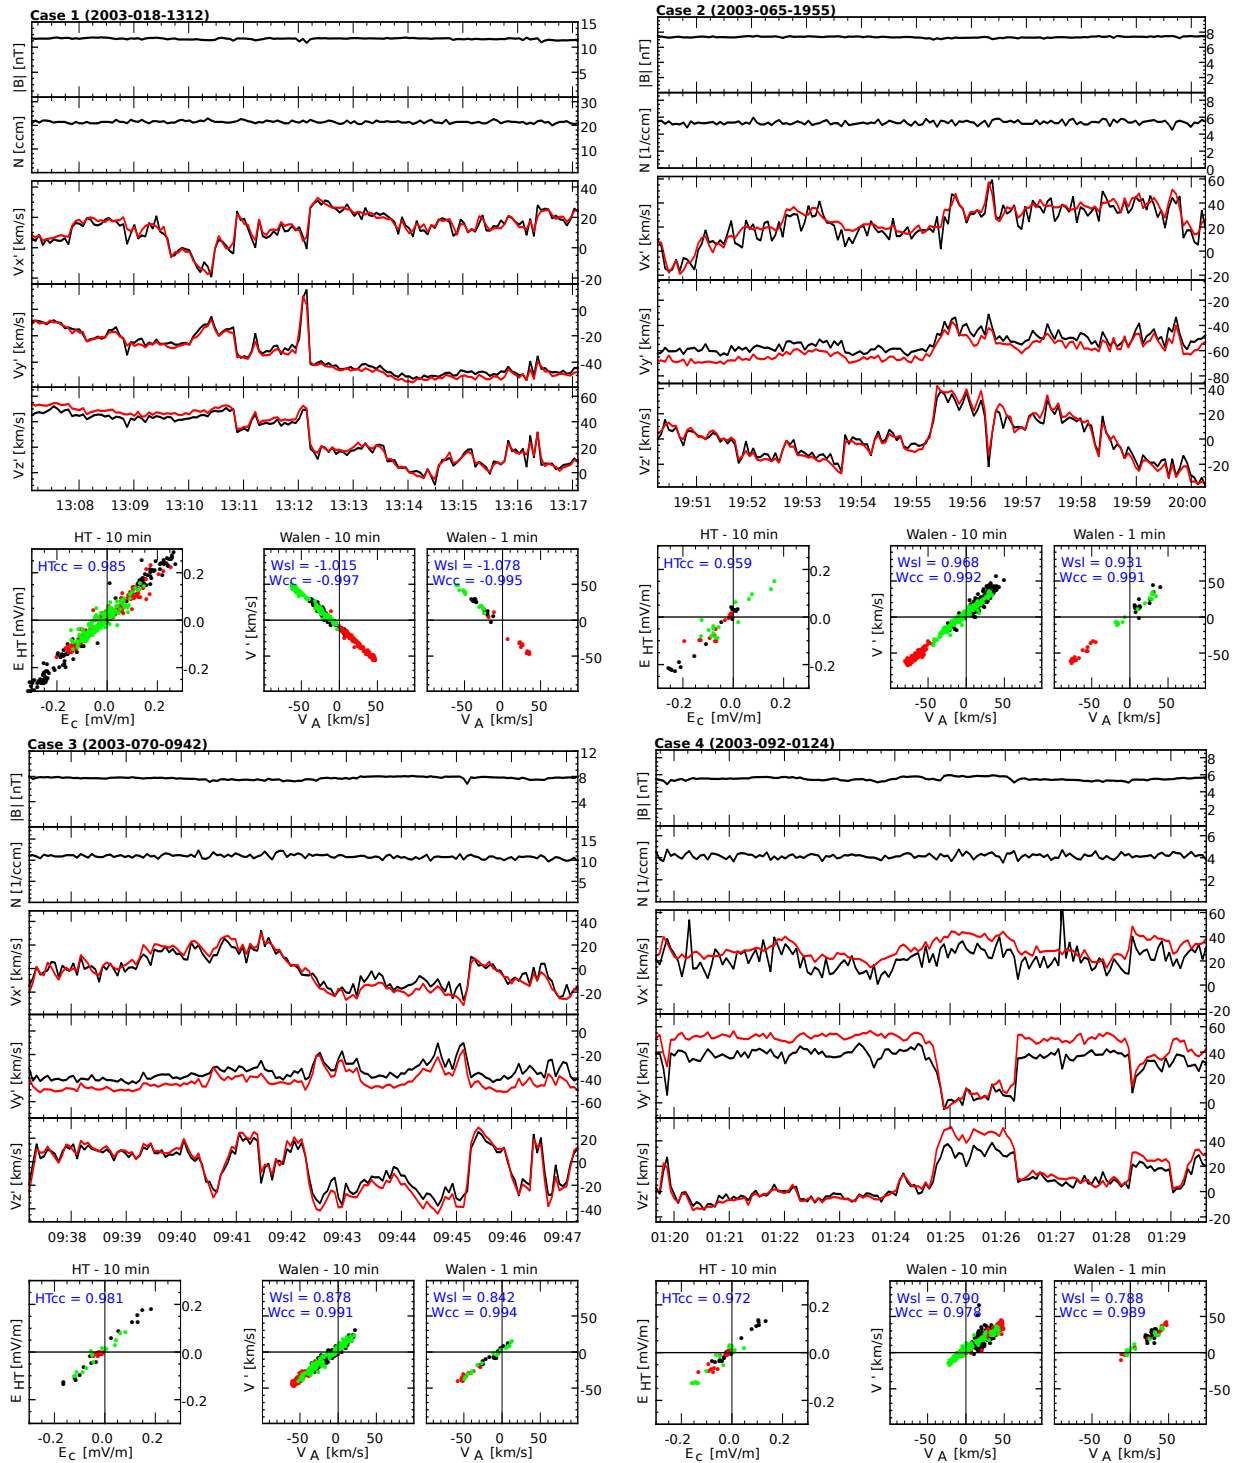 Case 1 (2003-018-1312)
|B| [nT]
15
10
5
N [ccm]
30
20
10
Vx' [km/s]
40
20
0
-20
Vy' [km/s]
0
-20
-40
Vz' [km/s]
60
40
20
0
13:08 13:09 13:10 13:11 13:12 13:13 13:14 13:15 13:16 13:17
HT - 10 min
HTcc = 0.985
E HT [mV/m]
0.2
0.0
-0.2
-0.2 0.0 0.2
E c [mV/m]
Walen - 10 min
Wsl = -1.015
Wcc = -0.997
V ' [km/s]
-50 0 50
V A [km/s]
Walen - 1 min
Wsl = -1.078
Wcc = -0.995
50
0
-50
-50 0 50
V A [km/s]
Case 2 (2003-065-1955)
|B| [nT]
8
6
4
2
N [1/ccm]
8
6
4
2
0
Vx' [km/s]
60
40
20
0
-20
Vy' [km/s]
-20
-40
-60
-80
Vz' [km/s]
40
20
0
-20
19:51 19:52 19:53 19:54 19:55 19:56 19:57 19:58 19:59 20:00
HT - 10 min
HTcc = 0.959
E HT [mV/m]
0.2
0.0
-0.2
-0.2 0.0 0.2
E c [mV/m]
Walen - 10 min
Wsl = 0.968
Wcc = 0.992
V ' [km/s]
-50 0 50
V A [km/s]
Walen - 1 min
Wsl = 0.931
Wcc = 0.991
50
0
-50
-50 0 50
V A [km/s]
Case 3 (2003-070-0942)
|B| [nT]
12
8
4
N [1/ccm]
15
10
5
Vx' [km/s]
40
20
0
-20
Vy' [km/s]
-0
-20
-40
-60
Vz' [km/s]
20
0
-20
-40
09:38 09:39 09:40 09:41 09:42 09:43 09:44 09:45 09:46 09:47
HT - 10 min
HTcc = 0.981
E HT [mV/m]
0.2
0.0
-0.2
-0.2 0.0 0.2
E c [mV/m]
Walen - 10 min
Wsl = 0.878
Wcc = 0.991
V ' [km/s]
-50 0 50
V A [km/s]
Walen - 1 min
Wsl = 0.842
Wcc = 0.994
50
0
-50
-50 0 50
V A [km/s]
Case 4 (2003-092-0124)
|B| [nT]
8
6
4
2
N [1/ccm]
6
4
2
Vx' [km/s]
60
40
20
0
-20
Vy' [km/s]
60
40
20
0
Vz' [km/s]
40
20
0
-20
01:20 01:21 01:22 01:23 01:24 01:25 01:26 01:27 01:28 01:29
HT - 10 min
HTcc = 0.972
E HT [mV/m]
0.2
0.0
-0.2
-0.2 0.0 0.2
E c [mV/m]
Walen - 10 min
Wsl = 0.790
Wcc = 0.978
V ' [km/s]
-50 0 50
V A [km/s]
Walen - 1 min
Wsl = 0.788
Wcc = 0.989
50
0
-50
-50 0 50
V A [km/s]